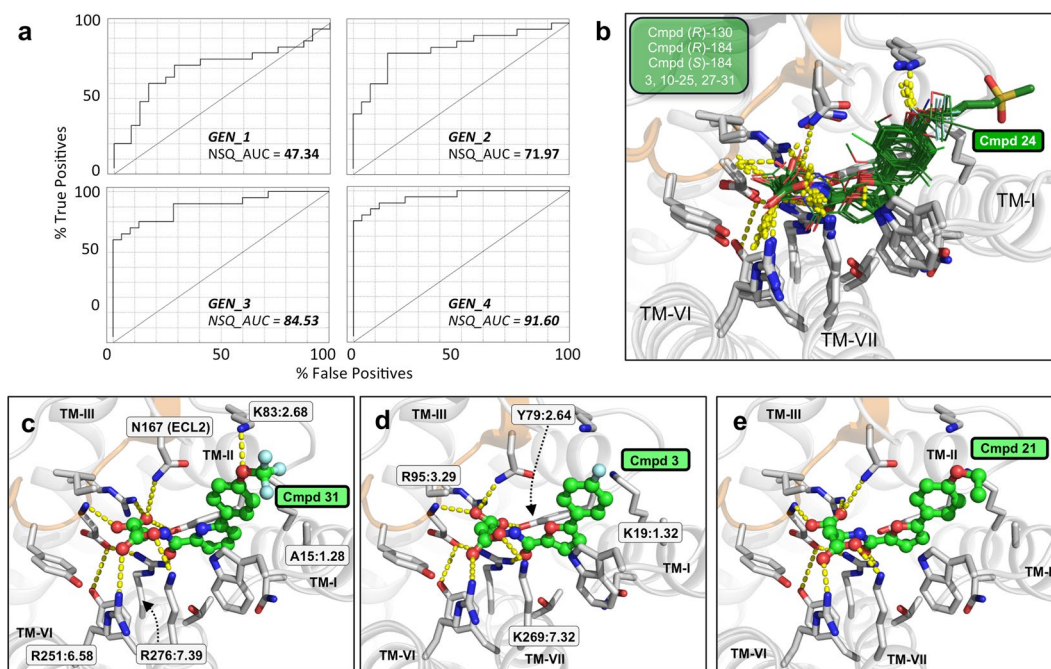 a
% True Positives
100
50
50
0
100
GEN_1
NSQ_AUC = 47.34
GEN_2
NSQ_AUC = 71.97
GEN_3
NSQ_AUC = 84.53
GEN_4
NSQ_AUC = 91.60
0
50
100
0
50
100
% False Positives
b
Cmpd (R)-130
Cmpd (R)-184
Cmpd (S)-184
3, 10-25, 27-31
Cmpd 24
TM-I
TM-VI
TM-VII
c
TM-III
N167 (ECL2)
K83:2.68
TM-II
Cmpd 31
A15:1.28
TM-I
TM-VI
R251:6.58
R276:7.39
d
TM-III
Y79:2.64
Cmpd 3
R95:3.29
K19:1.32
TM-I
K269:7.32
TM-VI
TM-VII
e
TM-III
TM-II
Cmpd 21
TM-I
TM-VI
TM-VII